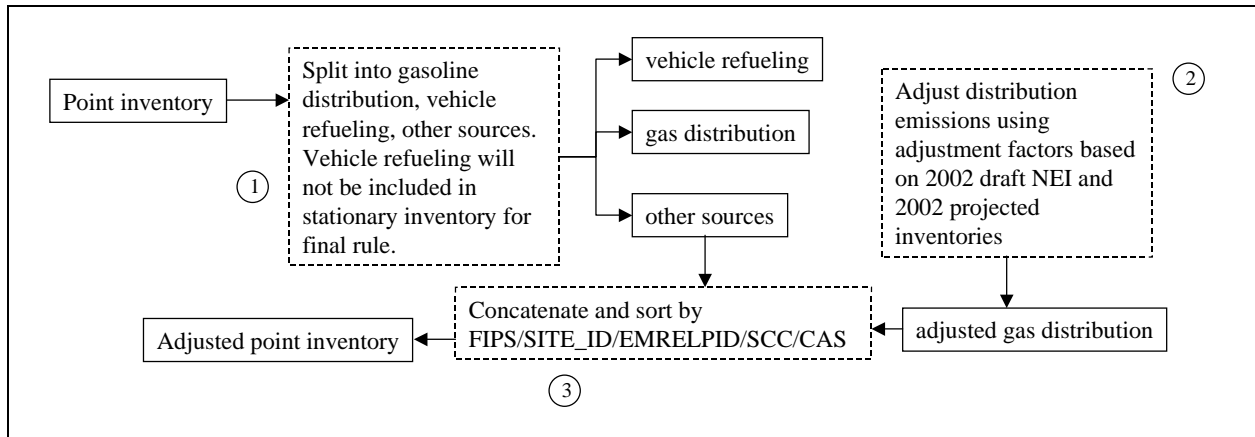 Point inventory
Split into gasoline
distribution, vehicle
refueling, other sources.
Vehicle refueling will
not be included in
stationary inventory for
final rule.
1
vehicle refueling
gas distribution
other sources
2
Adjust distribution
emissions using
adjustment factors based
on 2002 draft NEI and
2002 projected
inventories
adjusted gas distribution
Concatenate and sort by
FIPS/SITE_ID/EMRELPID/SCC/CAS
3
Adjusted point inventory